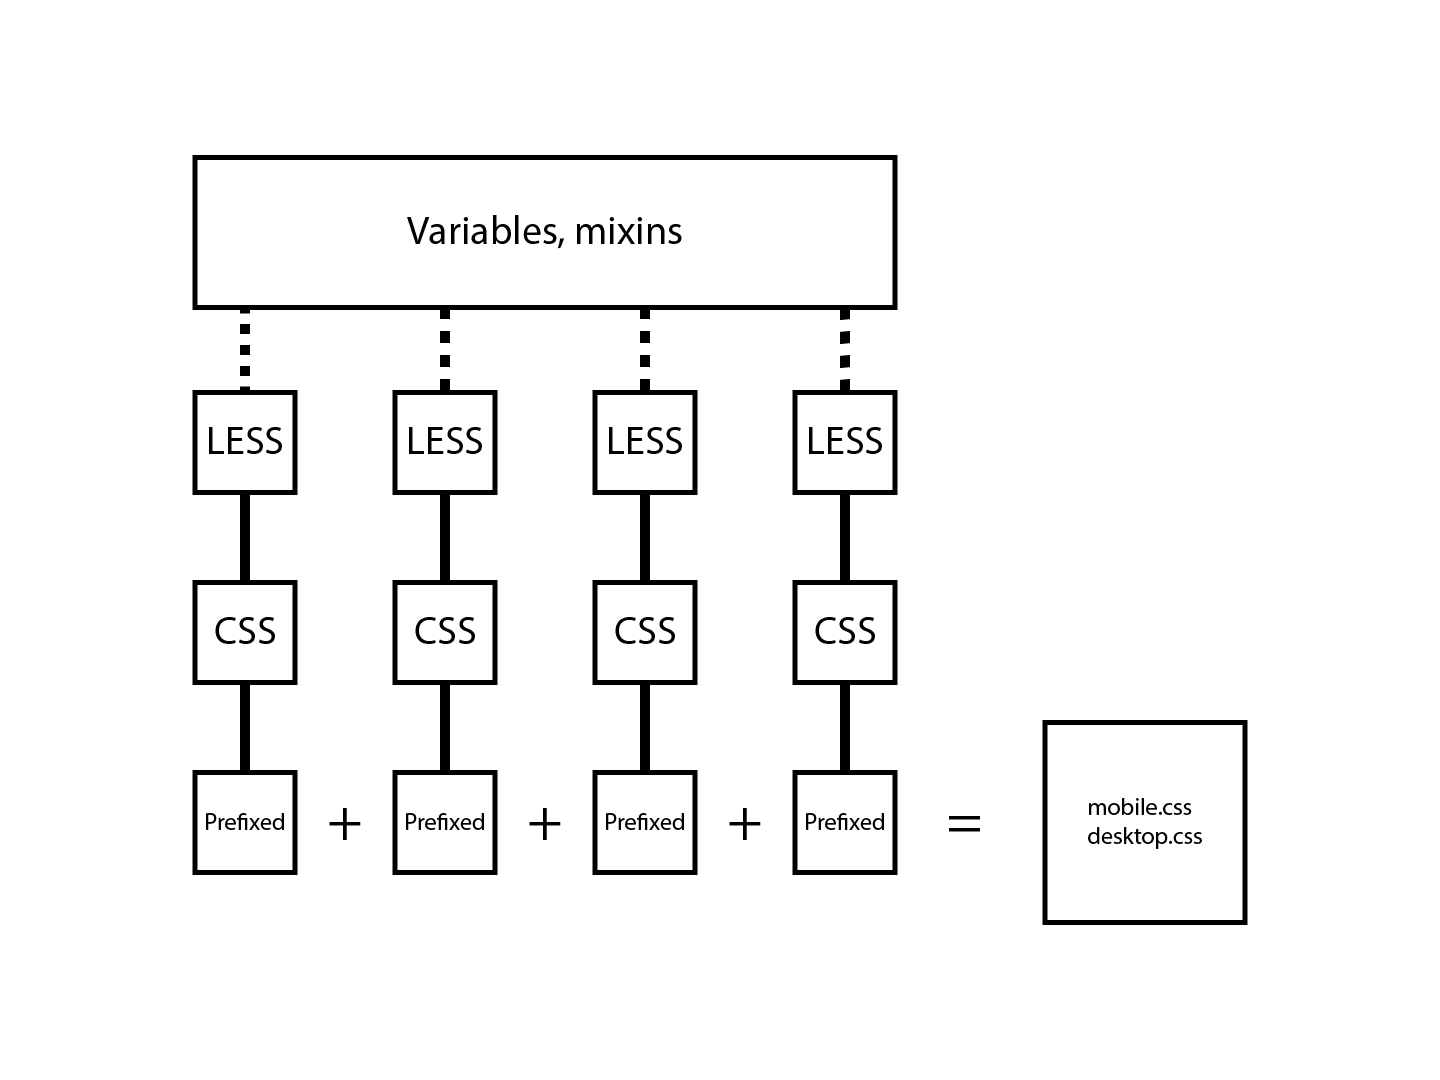 Variables, mixins
LESS LESS LESS LESS
CSS CSS CSS CSS
Prefixed + Prefixed + Prefixed + Prefixed =
mobile.css
desktop.css